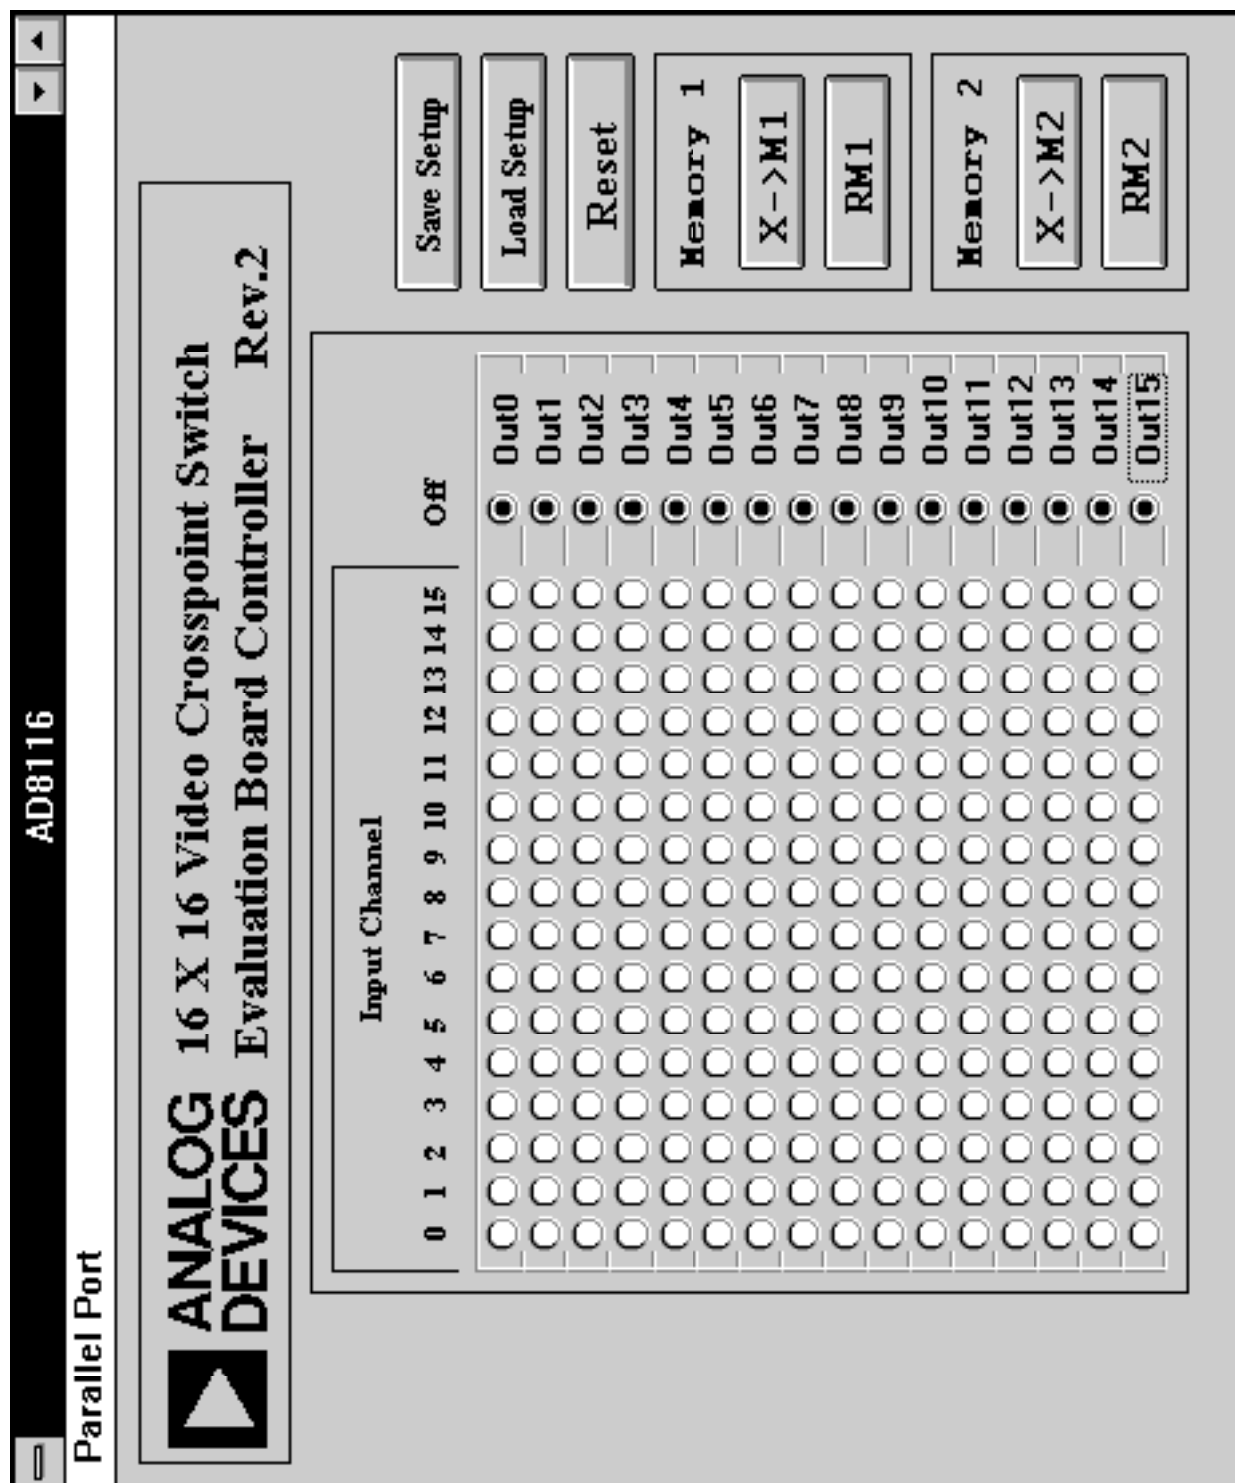 AD8116
Parallel Port
ANALOG
DEVICES
16 X 16 Video Crosspoint Switch
Evaluation Board Controller Rev.2
Input Channel
0 1 2 3 4 5 6 7 8 9 10 11 12 13 14 15 Off
Out0
Out1
Out2
Out3
Out4
Out5
Out6
Out7
Out8
Out9
Out10
Out11
Out12
Out13
Out14
Out15
Save Setup
Load Setup
Reset
Memory 1
X->M1
RM1
Memory 2
X->M2
RM2